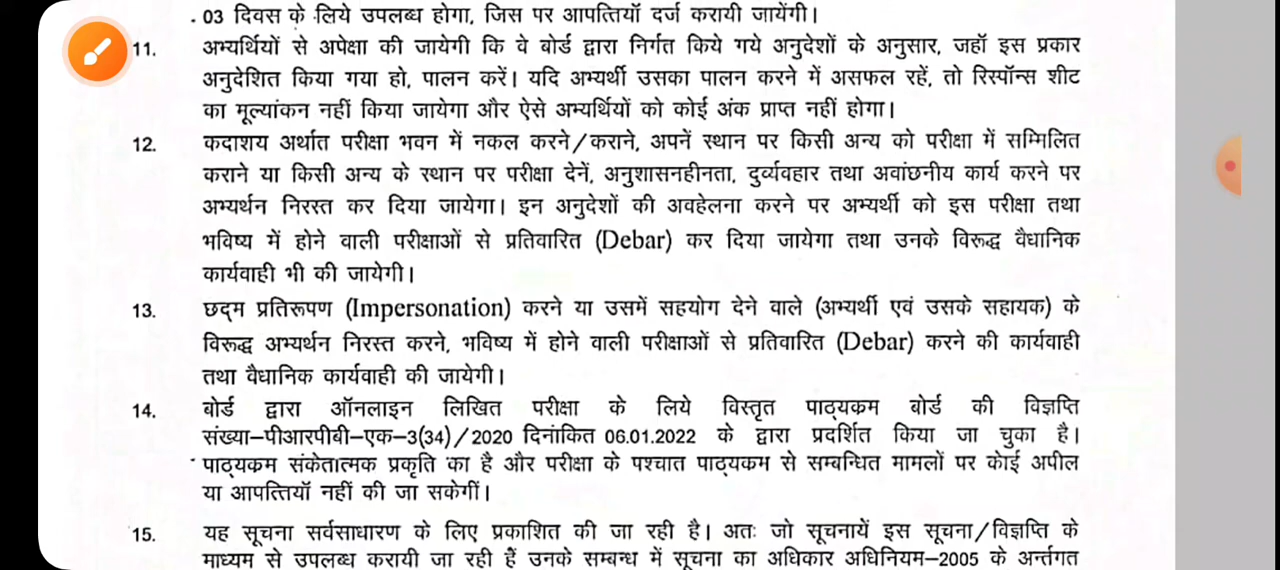 03 दिवस के लिये उपलब्ध होगा, जिस पर आपत्तियॉ दर्ज करायी जायेंगी।
11. अभ्यर्थियों से अपेक्षा की जायेगी कि वे बोर्ड द्वारा निर्गत किये गये अनुदेशों के अनुसार, जहॉ इस प्रकार
अनुदेशित किया गया हो, पालन करें। यदि अभ्यर्थी उसका पालन करने में असफल रहें, तो रिस्पॉन्स शीट
का मूल्यांकन नहीं किया जायेगा और ऐसे अभ्यर्थियों को कोई अंक प्राप्त नहीं होगा।
12. कदाशय अर्थात परीक्षा भवन में नकल करने/कराने, अपनें स्थान पर किसी अन्य को परीक्षा में सम्मिलित
कराने या किसी अन्य के स्थान पर परीक्षा देनें, अनुशासनहीनता, दुर्व्यवहार तथा अवांछनीय कार्य करने पर
अभ्यर्थन निरस्त कर दिया जायेगा। इन अनुदेशों की अवहेलना करने पर अभ्यर्थी को इस परीक्षा तथा
भविष्य में होने वाली परीक्षाओं से प्रतिवारित (Debar) कर दिया जायेगा तथा उनके विरूद्ध वैधानिक
कार्यवाही भी की जायेगी।
13. छद्म प्रतिरूपण (Impersonation) करने या उसमें सहयोग देने वाले (अभ्यर्थी एवं उसके सहायक) के
विरूद्ध अभ्यर्थन निरस्त करने, भविष्य में होने वाली परीक्षाओं से प्रतिवारित (Debar) करने की कार्यवाही
तथा वैधानिक कार्यवाही की जायेगी।
14. बोर्ड द्वारा ऑनलाइन लिखित परीक्षा के लिये विस्तृत पाठ्यक्रम बोर्ड की विज्ञप्ति
संख्या–पीआरपीबी–एक–3(34)/2020 दिनांकित 06.01.2022 के द्वारा प्रदर्शित किया जा चुका है।
पाठ्यक्रम संकेतात्मक प्रकृति का है और परीक्षा के पश्चात पाठ्यक्रम से सम्बन्धित मामलों पर कोई अपील
या आपत्तियॉ नहीं की जा सकेगीं।
15. यह सूचना सर्वसाधारण के लिए प्रकाशित की जा रही है। अतः जो सूचनायें इस सूचना/विज्ञप्ति के
माध्यम से उपलब्ध करायी जा रही हैं उनके सम्बन्ध में सूचना का अधिकार अधिनियम–2005 के अर्न्तगत